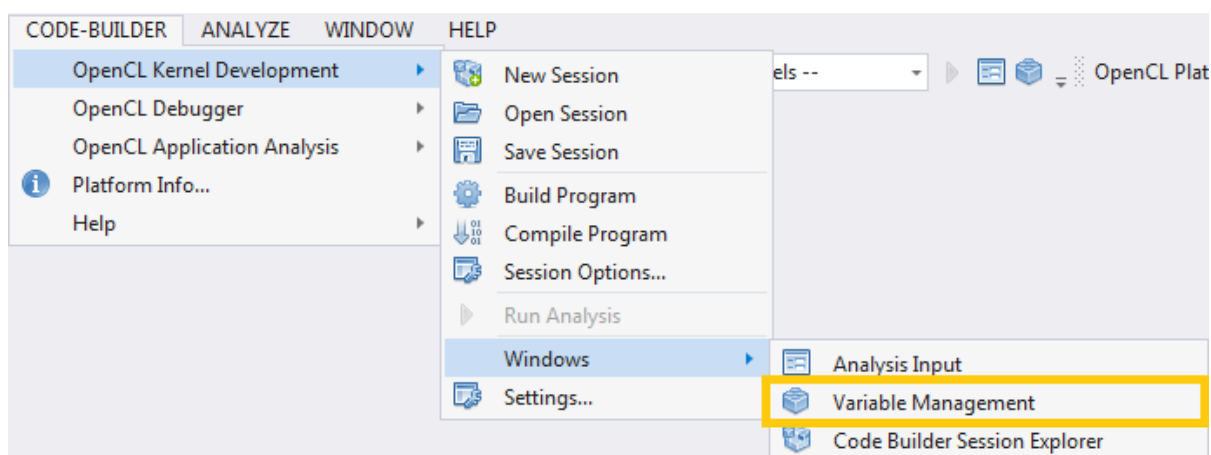 CODE-BUILDER ANALYZE WINDOW HELP
OpenCL Kernel Development
OpenCL Debugger
OpenCL Application Analysis
Platform Info...
Help
New Session
Open Session
Save Session
Build Program
Compile Program
Session Options...
Run Analysis
Windows
Settings...
els --
OpenCL Plat
Analysis Input
Variable Management
Code Builder Session Explorer